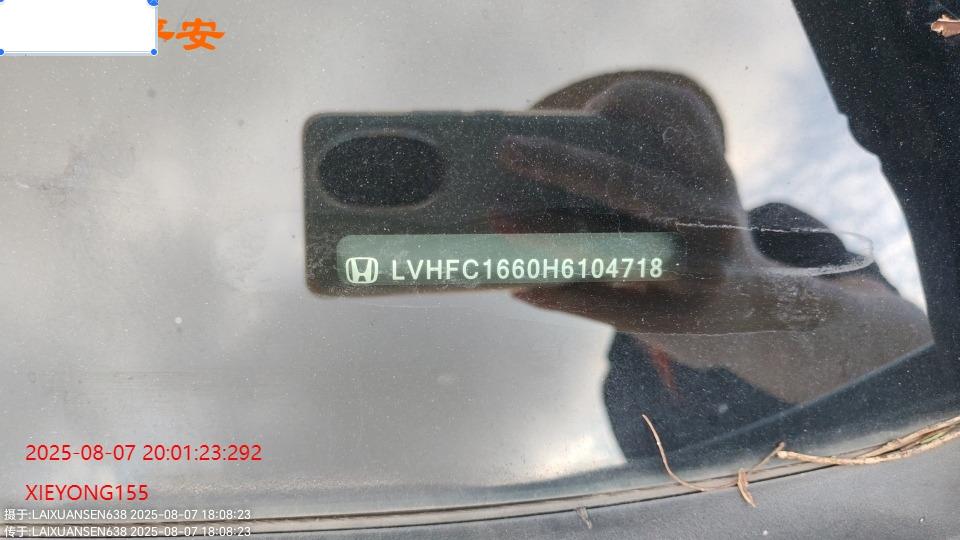 安
LVHFC1660H6104718
2025-08-07 20:01:23:292
XIEYONG155
摄于:LAIXUANSEN638 2025-08-07 18:08:23
传于:LAIXUANSEN638 2025-08-07 18:08:23